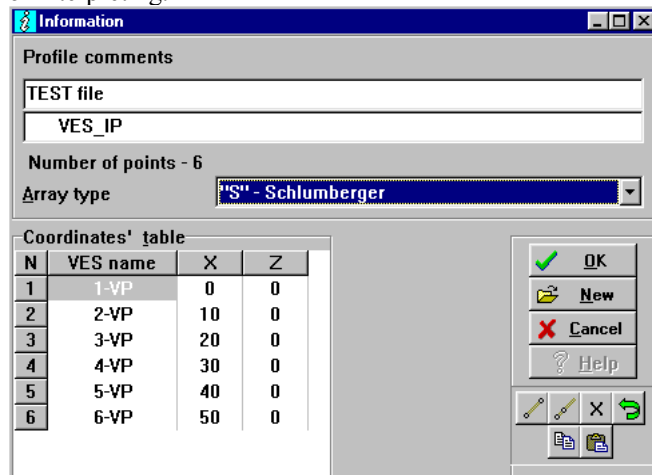 Information
Profile comments
TEST file
VES_IP
Number of points - 6
Array type "S" - Schlumberger
Coordinates' table
N VES name X Z
1 1-VP 0 0
2 2-VP 10 0
3 3-VP 20 0
4 4-VP 30 0
5 5-VP 40 0
6 6-VP 50 0
OK
New
Cancel
Help